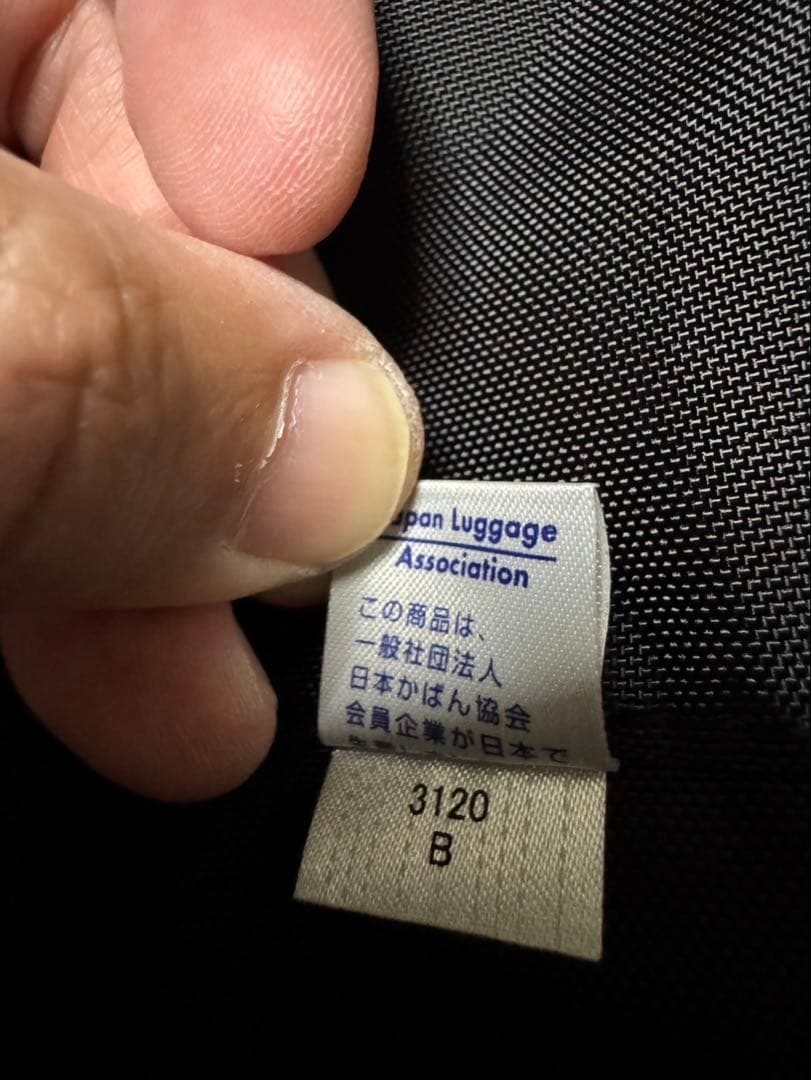 apan Luggage
Association
この商品は、
一般社団法人
日本かばん協会
会員企業が日本で
3120
B